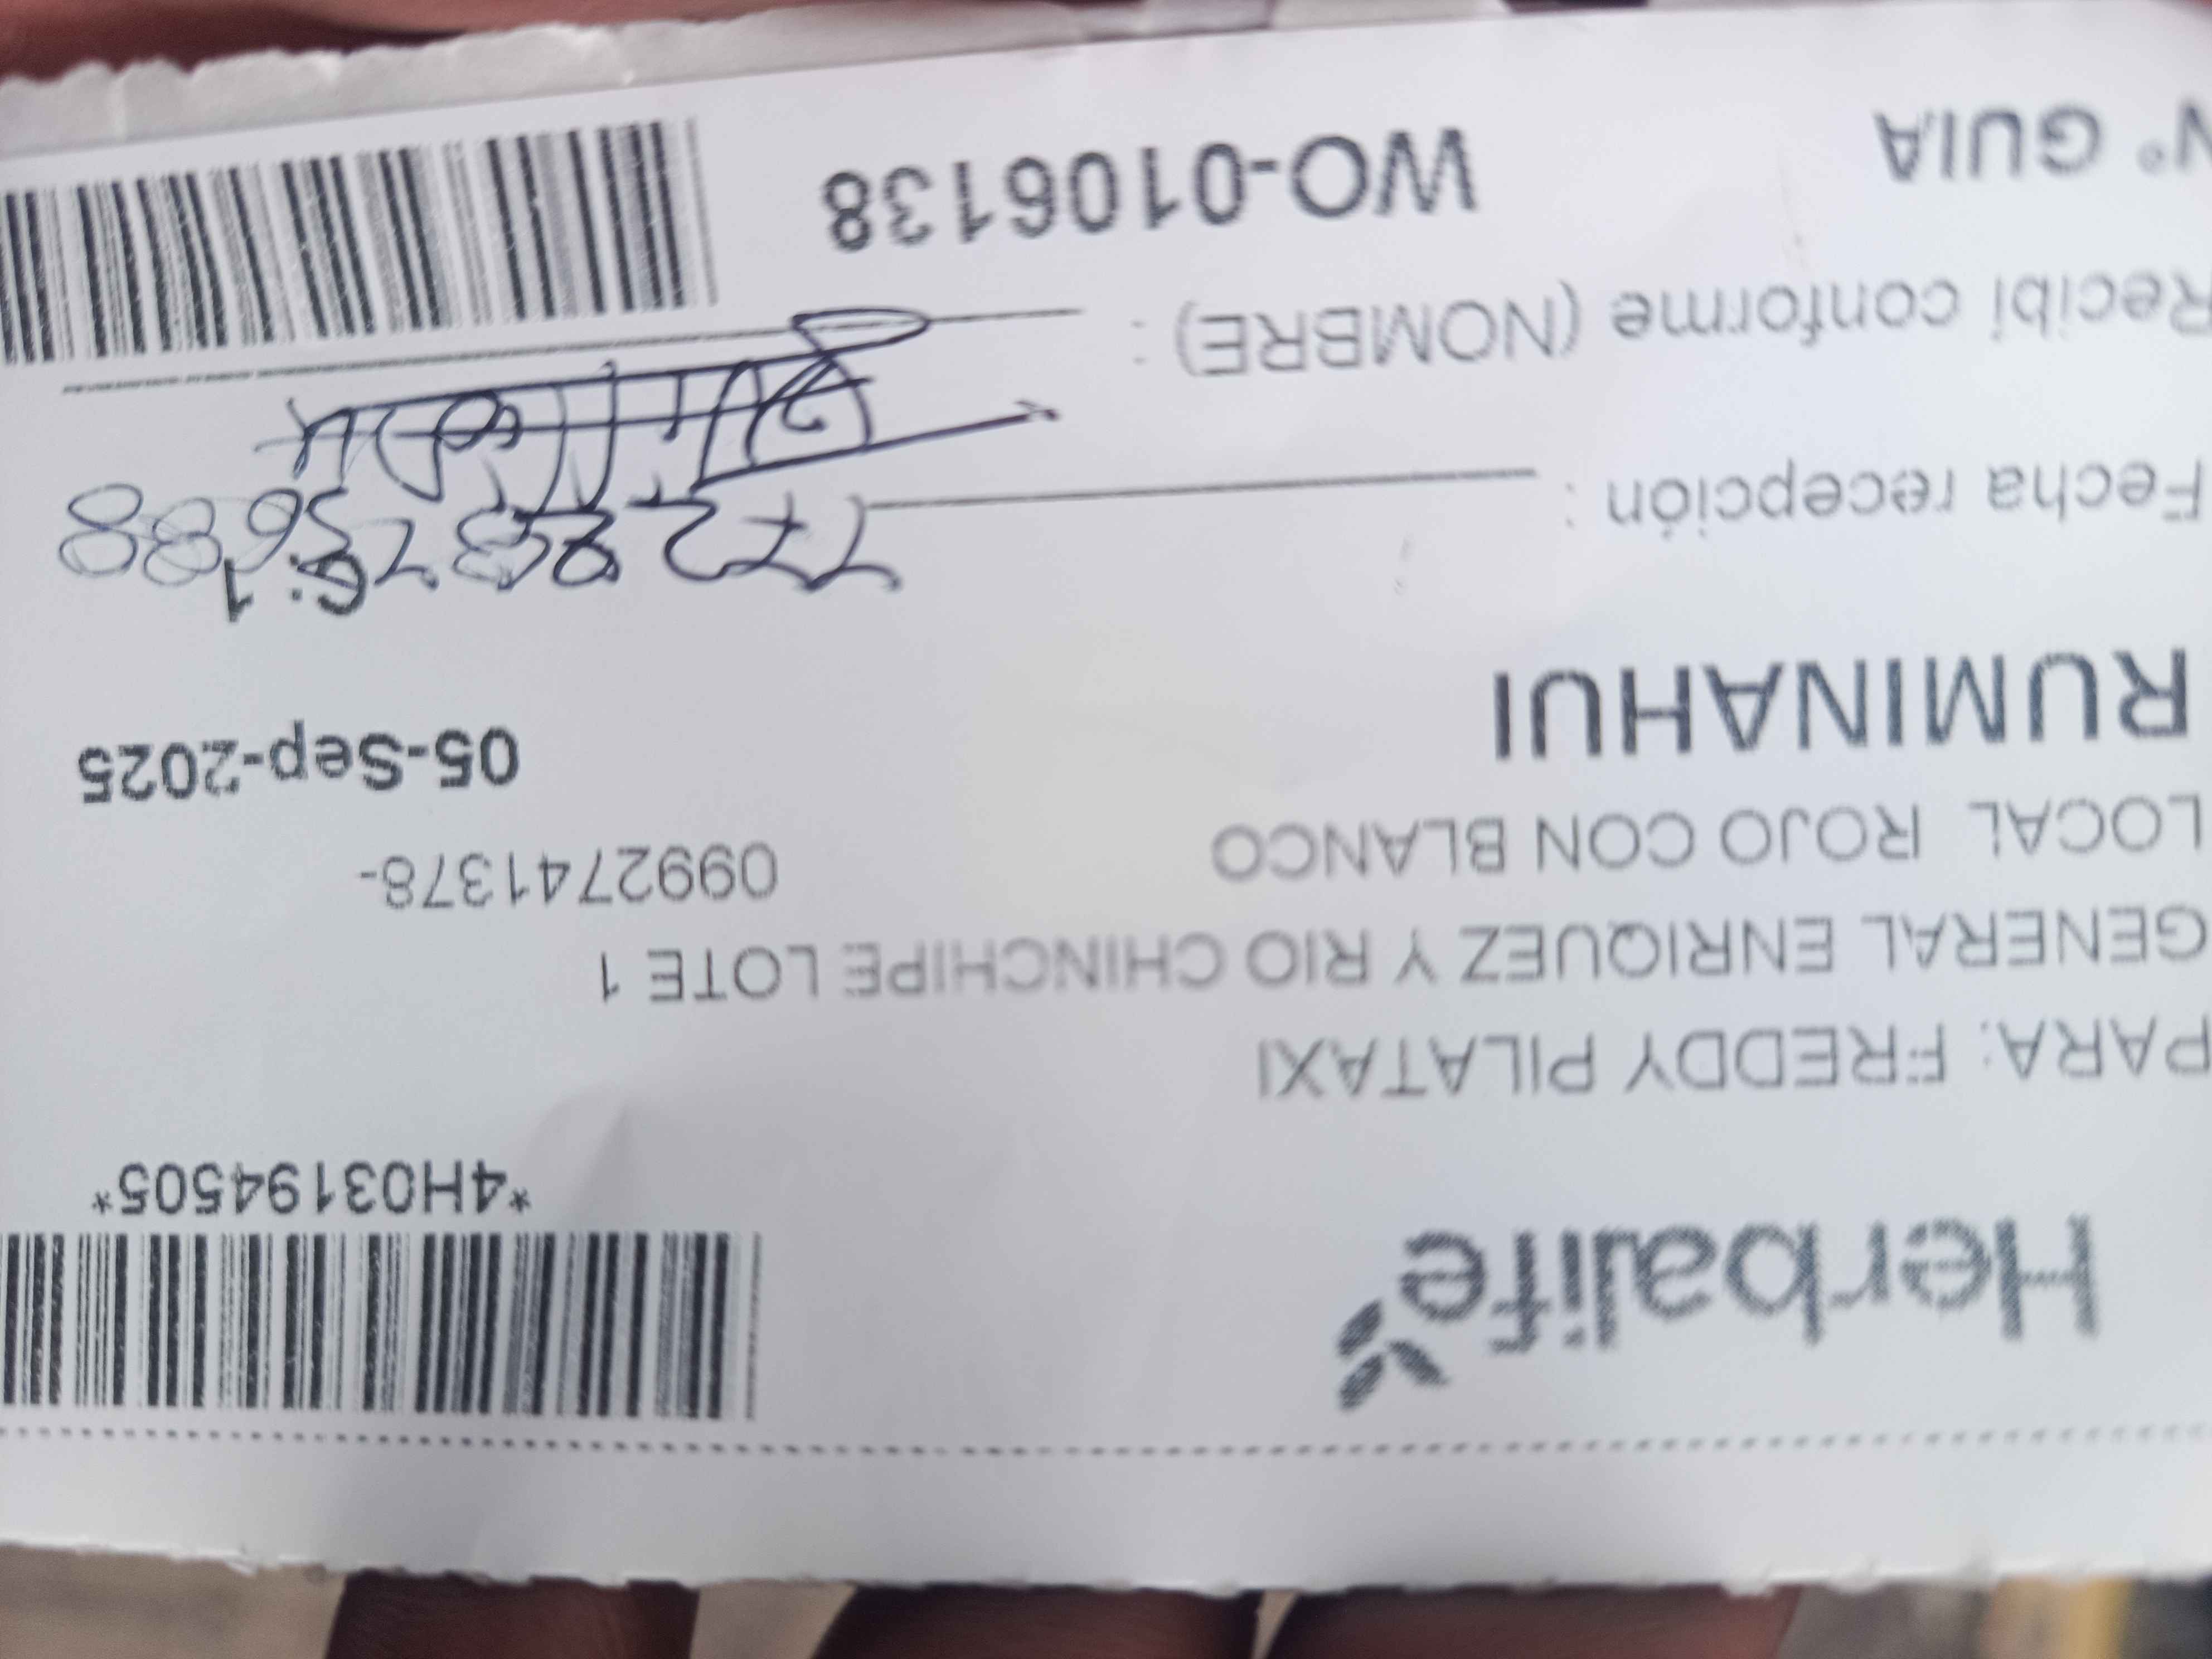 Herbalife
*4H03194505*
PARA: FREDDY PILATAXI
GENERAL ENRIQUEZ Y RIO CHINCHIPE LOTE 1
LOCAL ROJO CON BLANCO 0992741378-
RUMINAHUI 05-Sep-2025
Fecha recepción :
Recibí conforme (NOMBRE) :
N° GUIA WO-0106138